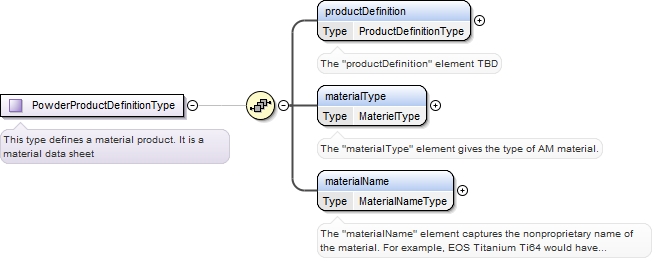 productDefinition
Type ProductDefinitionType
The "productDefinition" element TBD
PowderProductDefinitionType
This type defines a material product. It is a
material data sheet
materialType
Type MaterielType
The "materialType" element gives the type of AM material.
materialName
Type MaterialNameType
The "materialName" element captures the nonproprietary name of
the material. For example, EOS Titanium Ti64 would have...